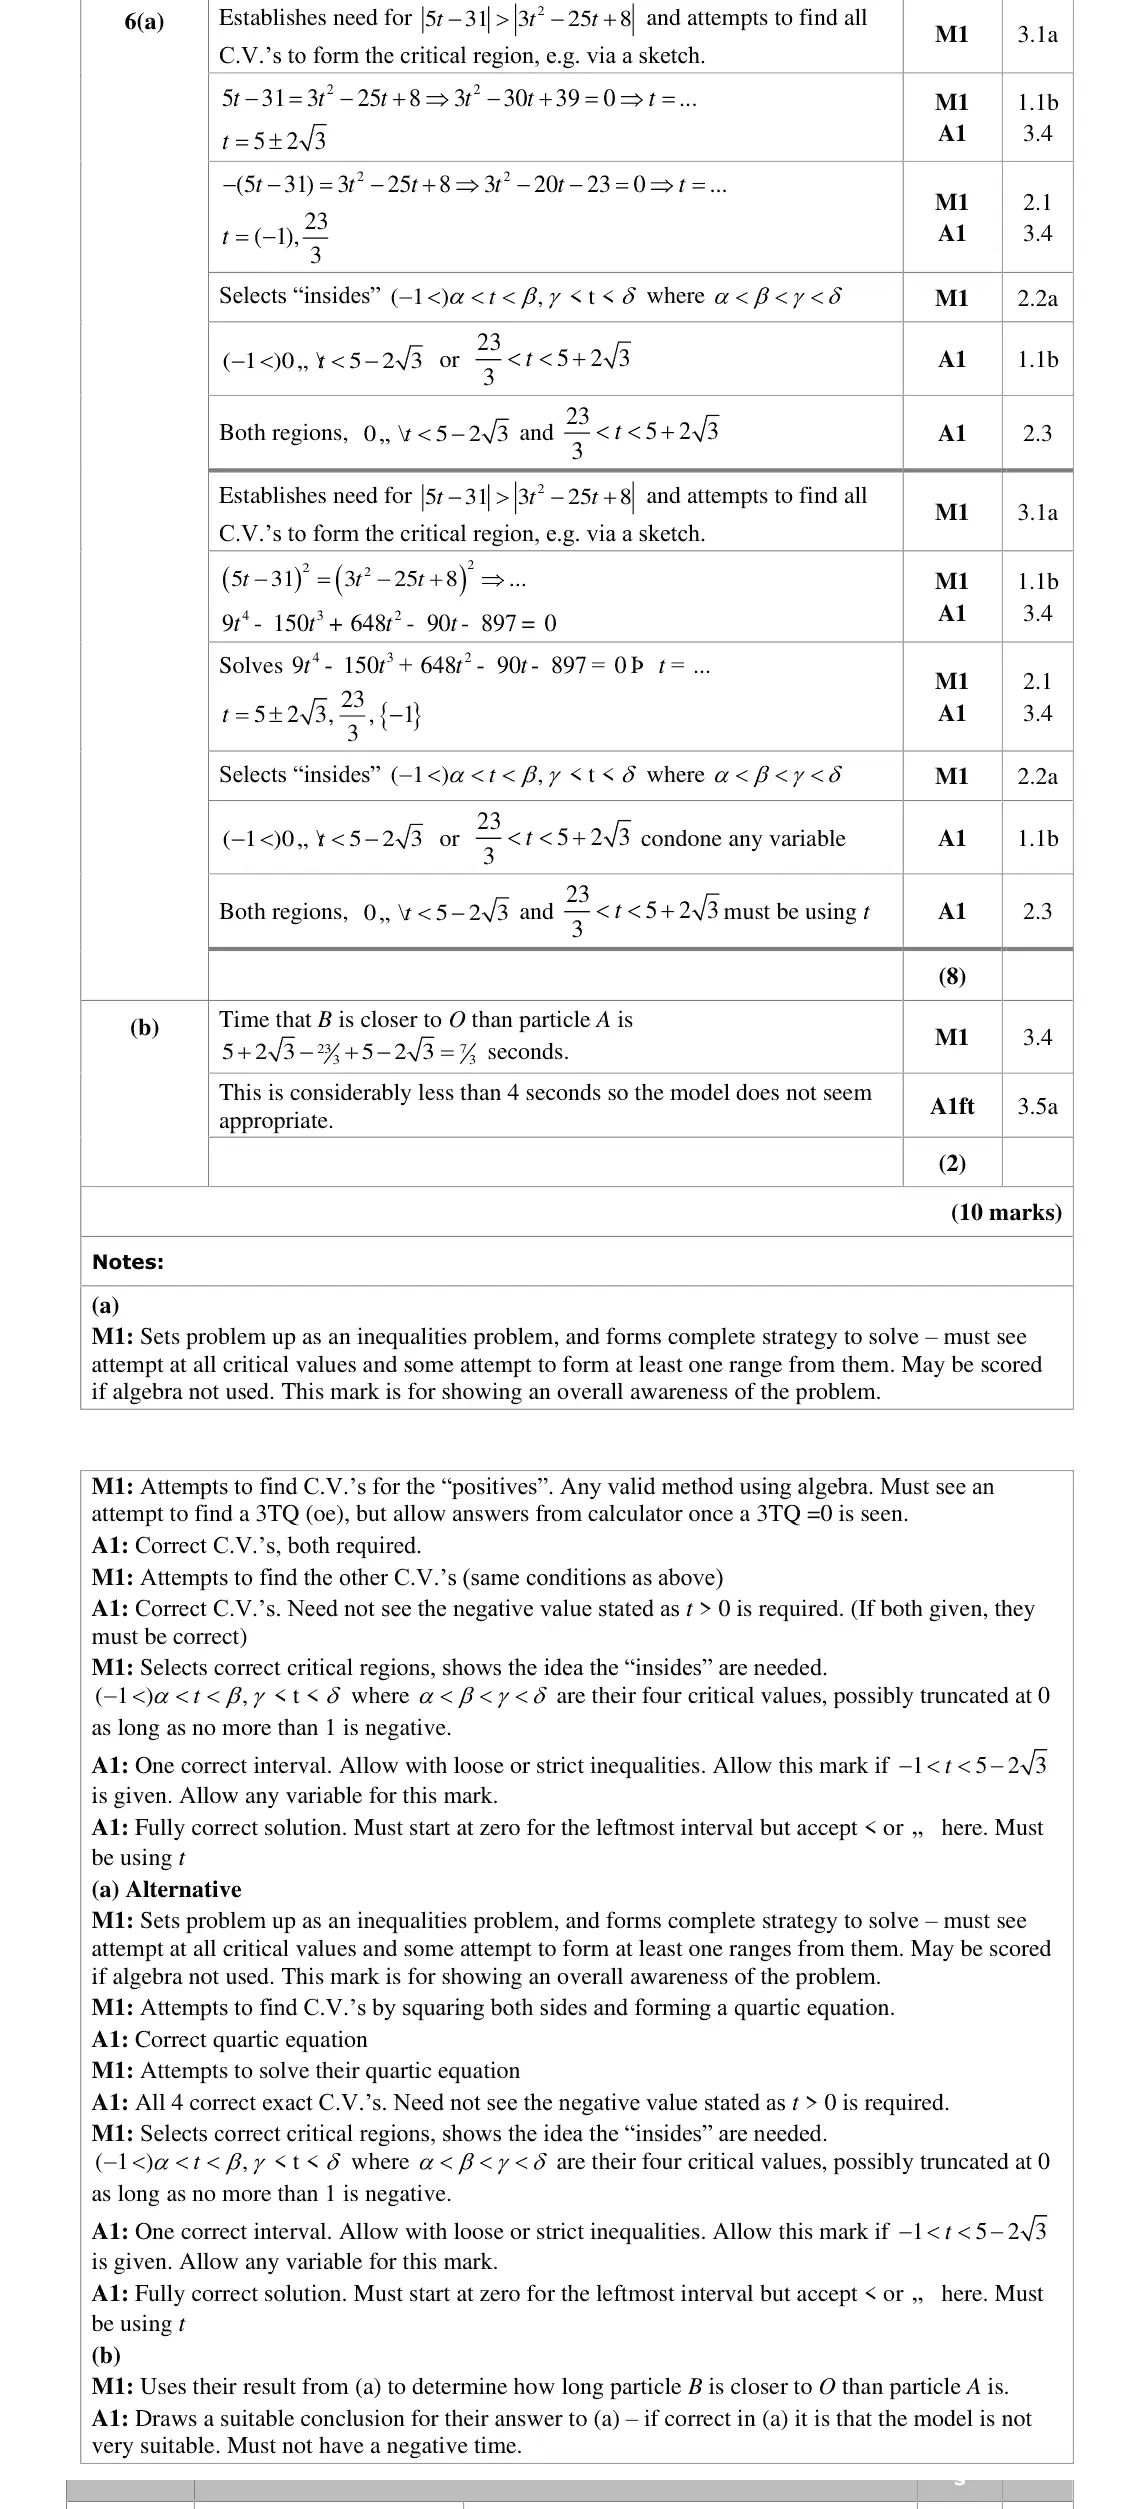 6(a)
Establishes need for |5t − 31| > |3t² − 25t + 8| and attempts to find all
C.V.'s to form the critical region, e.g. via a sketch.
M1
3.1a
5t − 31 = 3t² − 25t + 8 ⇒ 3t² − 30t + 39 = 0 ⇒ t = ...
t = 5 ± 2√3
M1
A1
1.1b
3.4
−(5t − 31) = 3t² − 25t + 8 ⇒ 3t² − 20t − 23 = 0 ⇒ t = ...
t = (−1), 23/3
M1
A1
2.1
3.4
Selects “insides” (−1 <)α < t < β, γ < t < δ where α < β < γ < δ
M1
2.2a
(−1 <)0 „ t < 5 − 2√3 or 23/3 < t < 5 + 2√3
A1
1.1b
Both regions, 0 „ t < 5 − 2√3 and 23/3 < t < 5 + 2√3
A1
2.3
Establishes need for |5t − 31| > |3t² − 25t + 8| and attempts to find all
C.V.'s to form the critical region, e.g. via a sketch.
M1
3.1a
(5t − 31)² = (3t² − 25t + 8)² ⇒ ...
9t⁴ - 150t³ + 648t² - 90t - 897 = 0
M1
A1
1.1b
3.4
Solves 9t⁴ - 150t³ + 648t² - 90t - 897 = 0 Þ t = ...
t = 5 ± 2√3, 23/3, {−1}
M1
A1
2.1
3.4
Selects “insides” (−1 <)α < t < β, γ < t < δ where α < β < γ < δ
M1
2.2a
(−1 <)0 „ t < 5 − 2√3 or 23/3 < t < 5 + 2√3 condone any variable
A1
1.1b
Both regions, 0 „ t < 5 − 2√3 and 23/3 < t < 5 + 2√3 must be using t
A1
2.3
(8)
(b)
Time that B is closer to O than particle A is
5 + 2√3 − 23/3 + 5 − 2√3 = 7/3 seconds.
M1
3.4
This is considerably less than 4 seconds so the model does not seem
appropriate.
A1ft
3.5a
(2)
(10 marks)
Notes:
(a)
M1: Sets problem up as an inequalities problem, and forms complete strategy to solve – must see
attempt at all critical values and some attempt to form at least one range from them. May be scored
if algebra not used. This mark is for showing an overall awareness of the problem.
M1: Attempts to find C.V.'s for the “positives”. Any valid method using algebra. Must see an
attempt to find a 3TQ (oe), but allow answers from calculator once a 3TQ =0 is seen.
A1: Correct C.V.'s, both required.
M1: Attempts to find the other C.V.'s (same conditions as above)
A1: Correct C.V.'s. Need not see the negative value stated as t > 0 is required. (If both given, they
must be correct)
M1: Selects correct critical regions, shows the idea the “insides” are needed.
(−1 <)α < t < β, γ < t < δ where α < β < γ < δ are their four critical values, possibly truncated at 0
as long as no more than 1 is negative.
A1: One correct interval. Allow with loose or strict inequalities. Allow this mark if −1 < t < 5 − 2√3
is given. Allow any variable for this mark.
A1: Fully correct solution. Must start at zero for the leftmost interval but accept < or „ here. Must
be using t
(a) Alternative
M1: Sets problem up as an inequalities problem, and forms complete strategy to solve – must see
attempt at all critical values and some attempt to form at least one ranges from them. May be scored
if algebra not used. This mark is for showing an overall awareness of the problem.
M1: Attempts to find C.V.'s by squaring both sides and forming a quartic equation.
A1: Correct quartic equation
M1: Attempts to solve their quartic equation
A1: All 4 correct exact C.V.'s. Need not see the negative value stated as t > 0 is required.
M1: Selects correct critical regions, shows the idea the “insides” are needed.
(−1 <)α < t < β, γ < t < δ where α < β < γ < δ are their four critical values, possibly truncated at 0
as long as no more than 1 is negative.
A1: One correct interval. Allow with loose or strict inequalities. Allow this mark if −1 < t < 5 − 2√3
is given. Allow any variable for this mark.
A1: Fully correct solution. Must start at zero for the leftmost interval but accept < or „ here. Must
be using t
(b)
M1: Uses their result from (a) to determine how long particle B is closer to O than particle A is.
A1: Draws a suitable conclusion for their answer to (a) – if correct in (a) it is that the model is not
very suitable. Must not have a negative time.